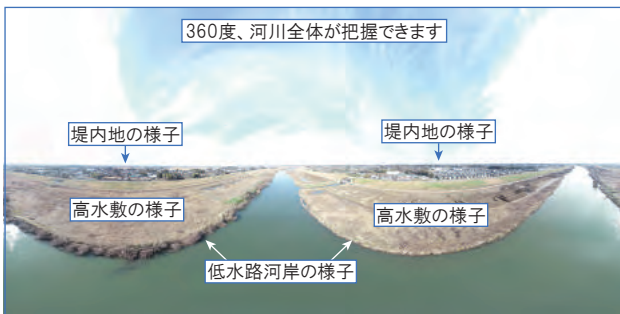 360度、河川全体が把握できます
堤内地の様子
堤内地の様子
高水敷の様子
高水敷の様子
低水路河岸の様子